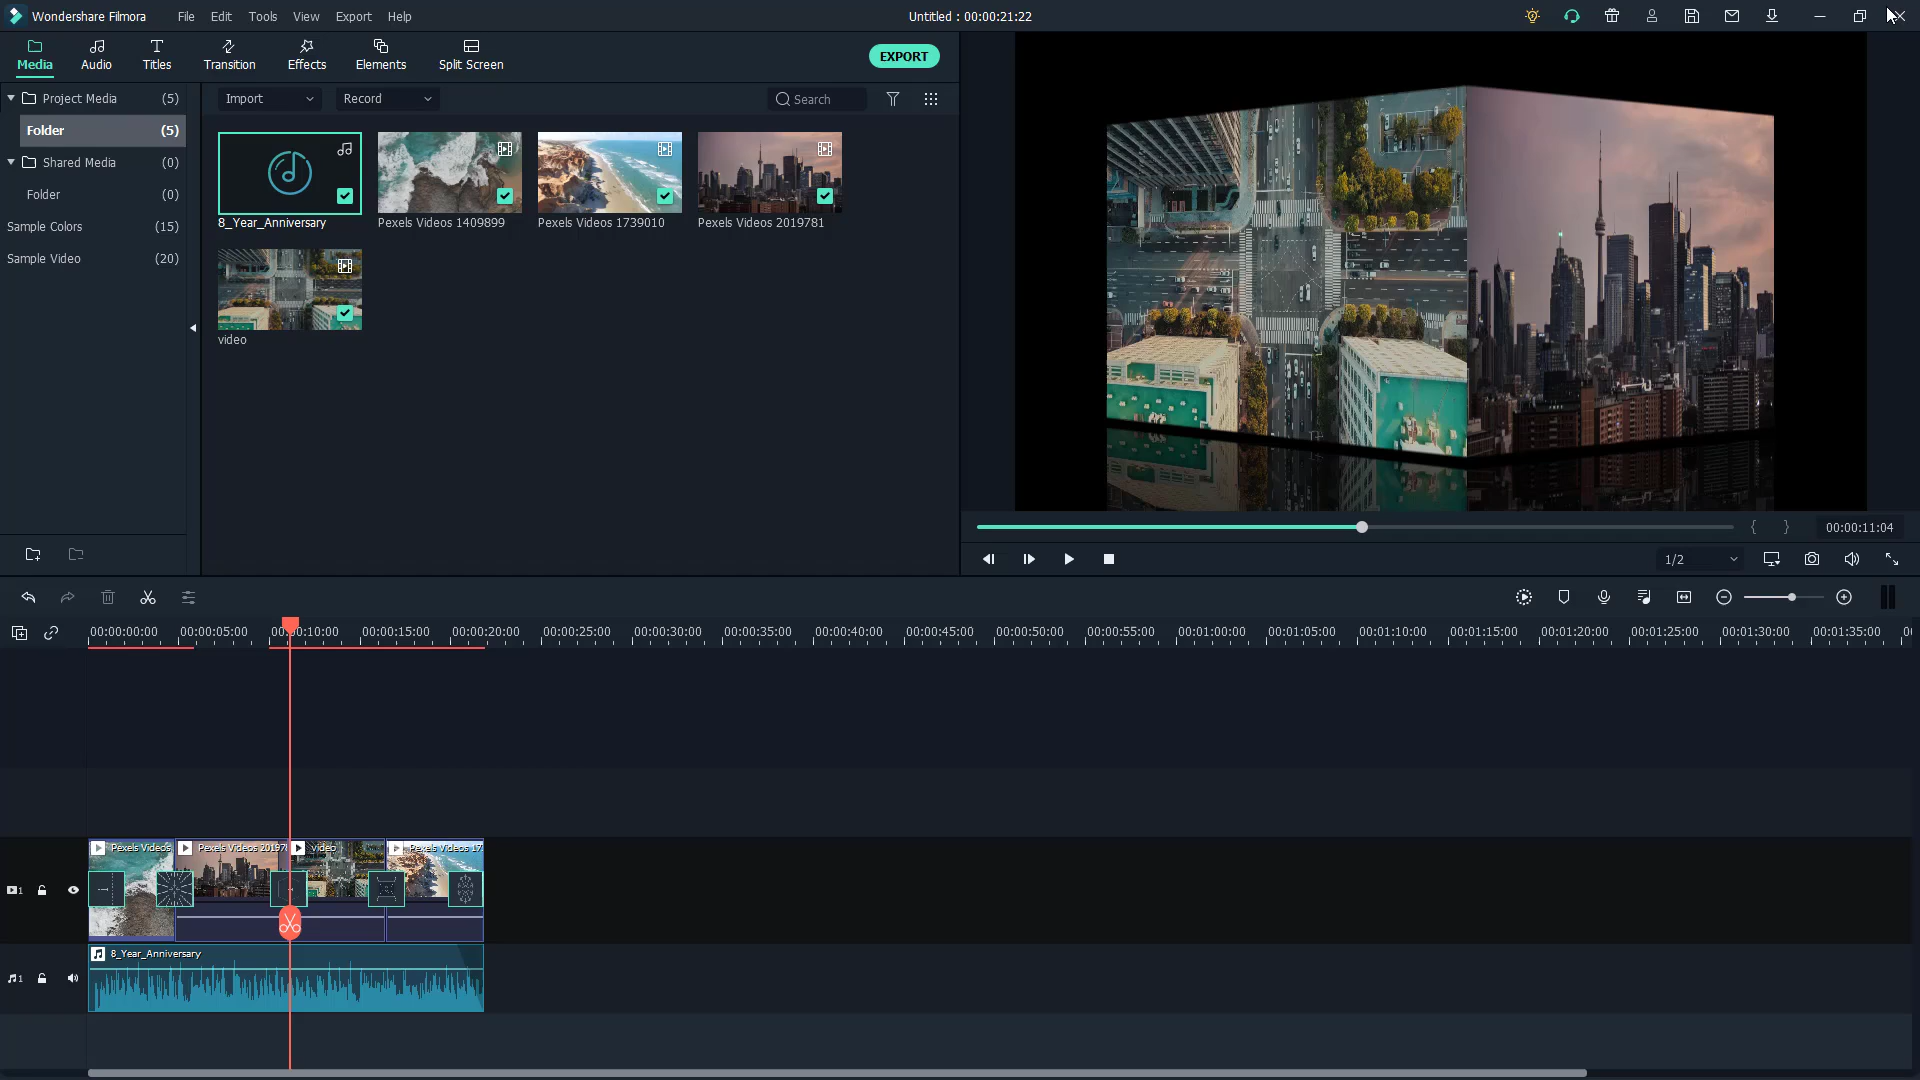 Wondershare Filmora File Edit Tools View Export Help Untitled : 00:00:21:22
Media Audio Titles Transition Effects Elements Split Screen EXPORT
Project Media (5) Import Record Search
Folder (5)
Shared Media (0)
Folder (0)
Sample Colors (15)
Sample Video (20)
8_Year_Anniversary Pexels Videos 1409899 Pexels Videos 1739010 Pexels Videos 2019781
video
00:00:11:04
1/2
00:00:00:00 00:00:05:00 00:00:10:00 00:00:15:00 00:00:20:00 00:00:25:00 00:00:30:00 00:00:35:00 00:00:40:00 00:00:45:00 00:00:50:00 00:00:55:00 00:01:00:00 00:01:05:00 00:01:10:00 00:01:15:00 00:01:20:00 00:01:25:00 00:01:30:00 00:01:35:00
Pexels Videos Pexels Videos 20197 video Pexels Videos 17
1
8_Year_Anniversary
1